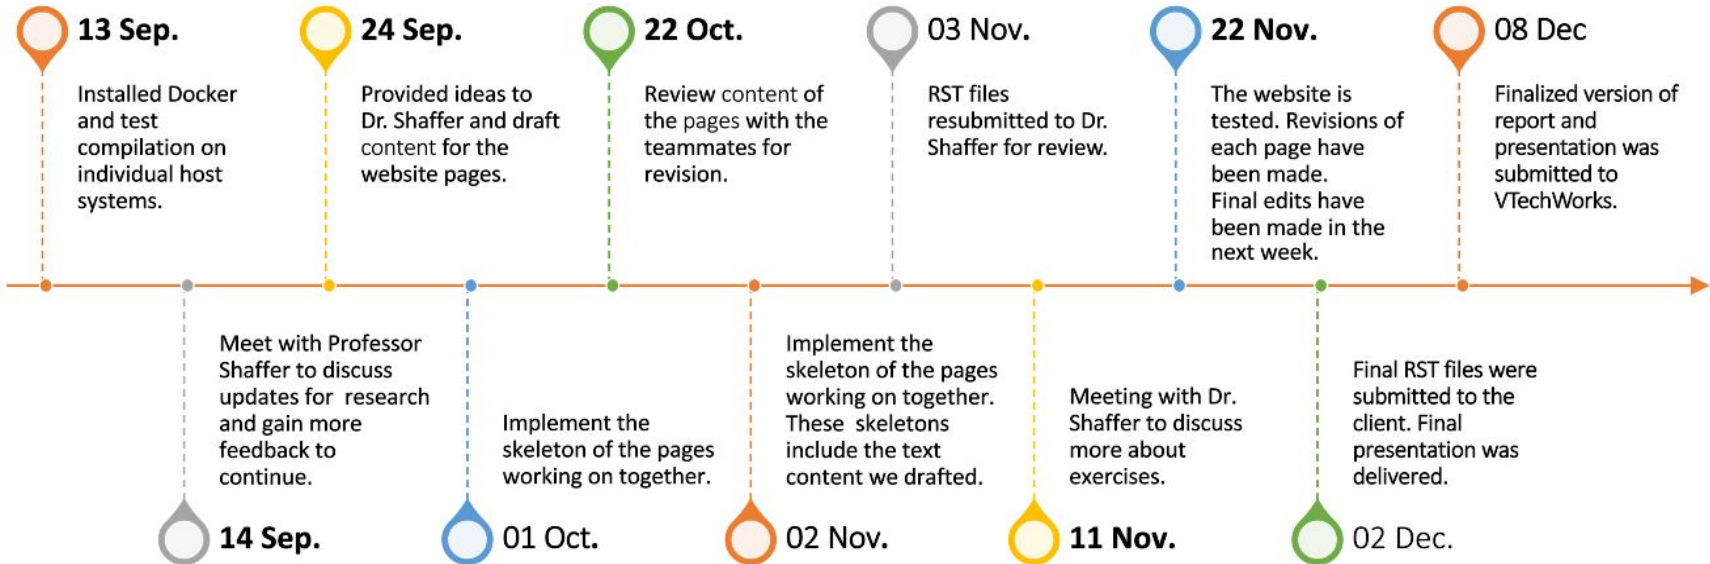 13 Sep.
Installed Docker
and test
compilation on
individual host
systems.
24 Sep.
Provided ideas to
Dr. Shaffer and draft
content for the
website pages.
22 Oct.
Review content of
the pages with the
teammates for
revision.
03 Nov.
RST files
resubmitted to Dr.
Shaffer for review.
22 Nov.
The website is
tested. Revisions of
each page have
been made.
Final edits have
been made in the
next week.
08 Dec
Finalized version of
report and
presentation was
submitted to
VTechWorks.
Meet with Professor
Shaffer to discuss
updates for research
and gain more
feedback to
continue.
14 Sep.
Implement the
skeleton of the pages
working on together.
01 Oct.
Implement the
skeleton of the pages
working on together.
These skeletons
include the text
content we drafted.
02 Nov.
Meeting with Dr.
Shaffer to discuss
more about
exercises.
11 Nov.
Final RST files were
submitted to the
client. Final
presentation was
delivered.
02 Dec.